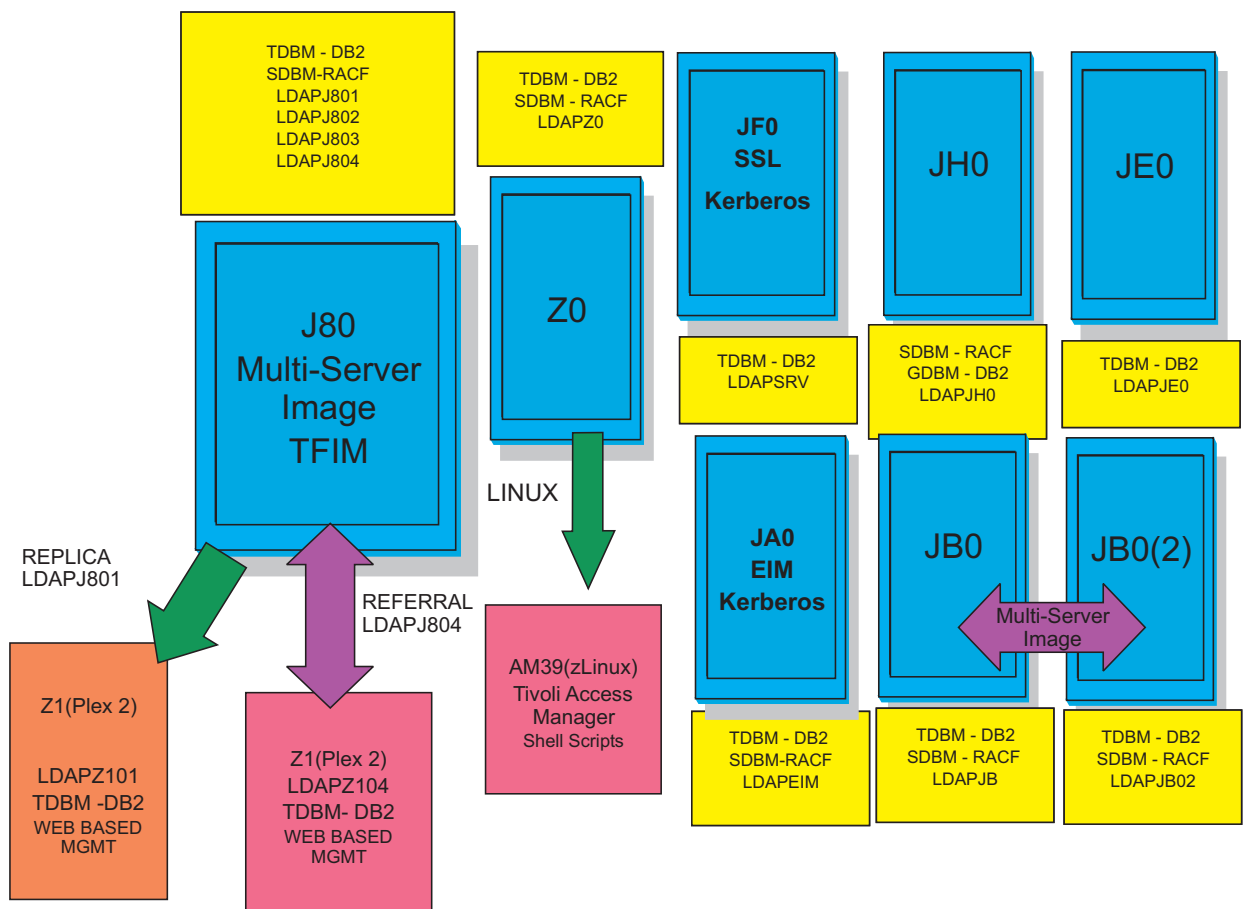 TDBM - DB2
SDBM-RACF
LDAPJ801
LDAPJ802
LDAPJ803
LDAPJ804
J80
Multi-Server
Image
TFIM
REPLICA
LDAPJ801
REFERRAL
LDAPJ804
Z1(Plex 2)
LDAPZ101
TDBM -DB2
WEB BASED
MGMT
Z1(Plex 2)
LDAPZ104
TDBM- DB2
WEB BASED
MGMT
TDBM - DB2
SDBM - RACF
LDAPZ0
Z0
LINUX
AM39(zLinux)
Tivoli Access
Manager
Shell Scripts
JF0
SSL
Kerberos
TDBM - DB2
LDAPSRV
JH0
SDBM - RACF
GDBM - DB2
LDAPJH0
JE0
TDBM - DB2
LDAPJE0
JA0
EIM
Kerberos
TDBM - DB2
SDBM-RACF
LDAPEIM
JB0
Multi-Server
Image
JB0(2)
TDBM - DB2
SDBM - RACF
LDAPJB
TDBM - DB2
SDBM - RACF
LDAPJB02